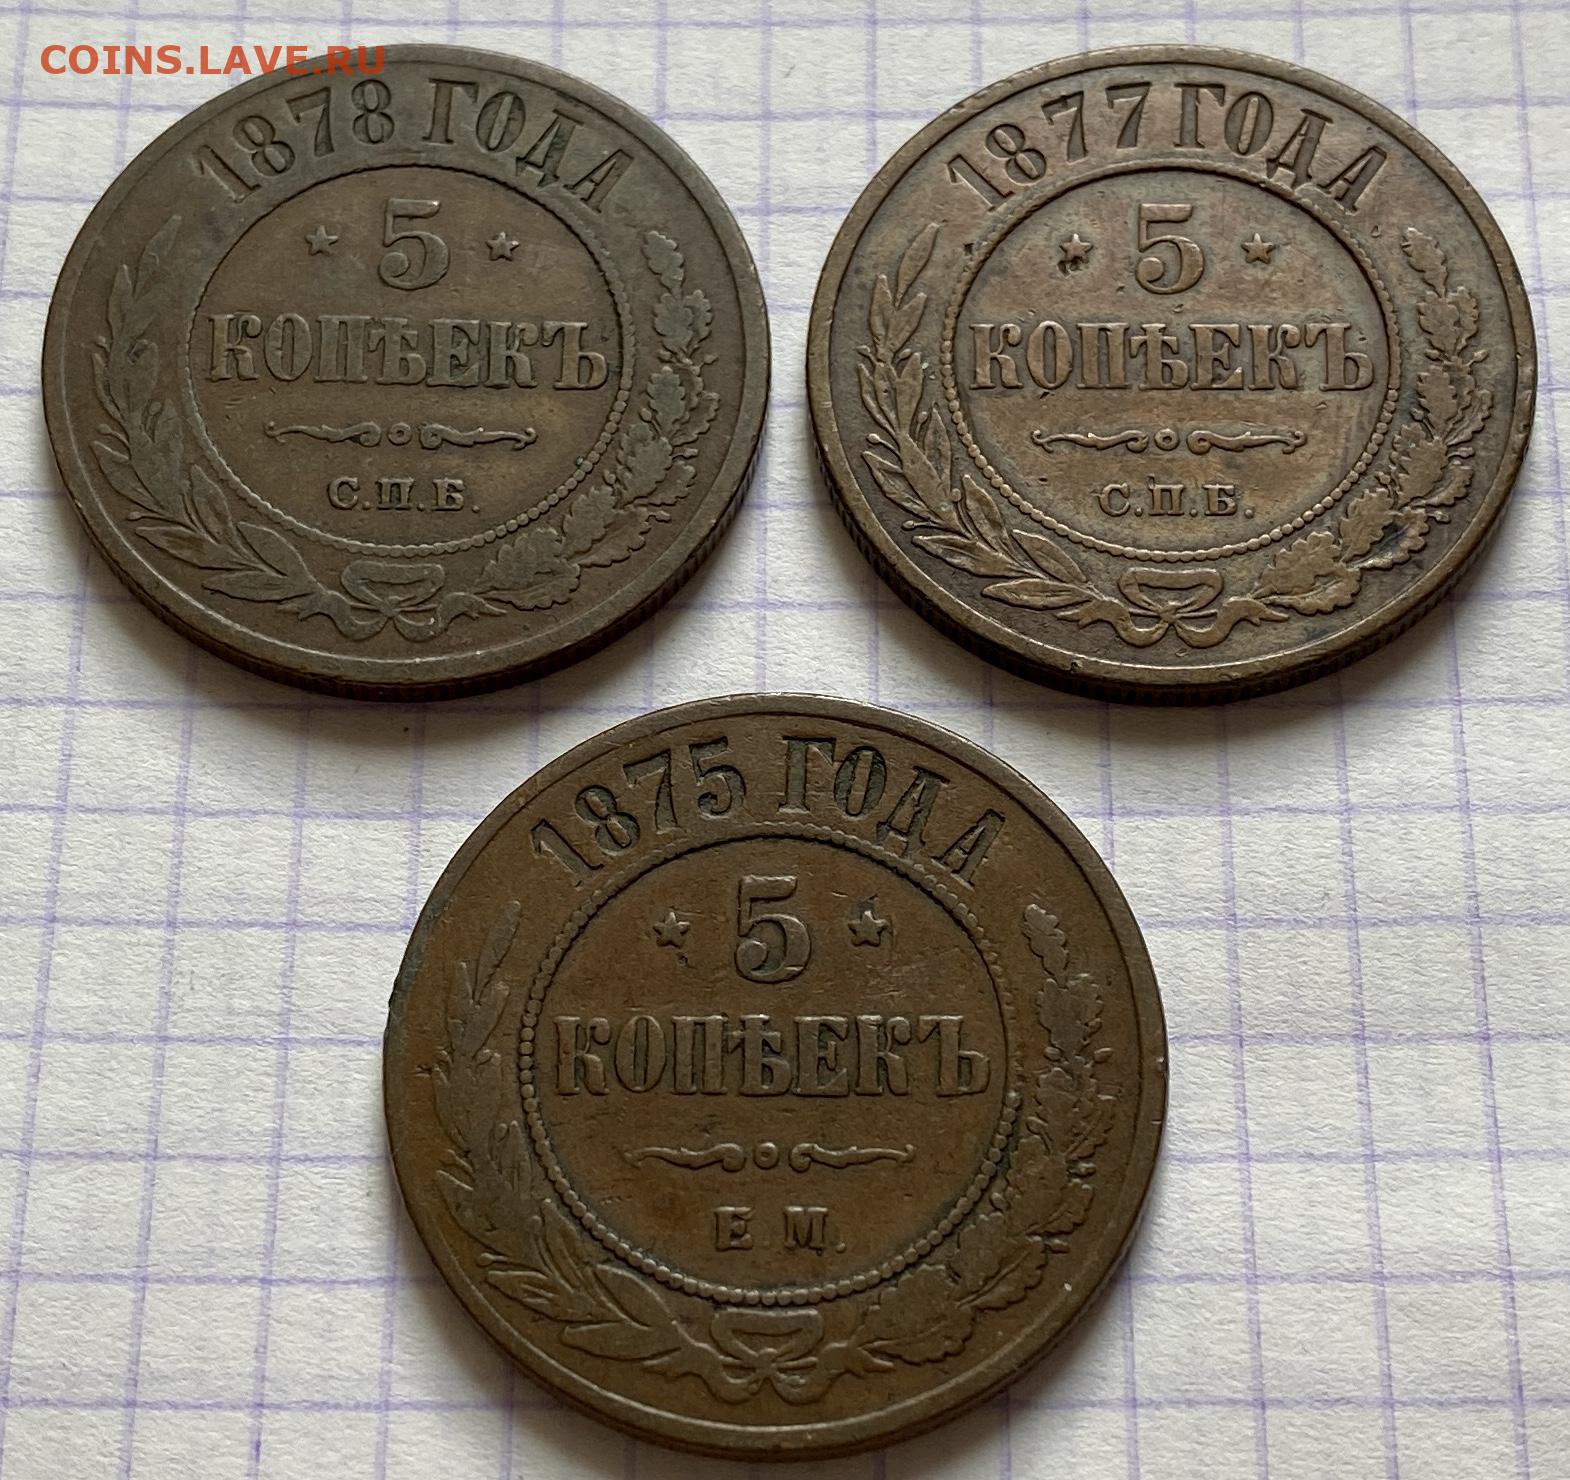 COINS.LAVE.RU
1878 ГОДА
5
КОПѢЕКЪ
С.П.Б.
1877 ГОДА
5
КОПѢЕКЪ
С.П.Б.
1875 ГОДА
5
КОПѢЕКЪ
Е М.